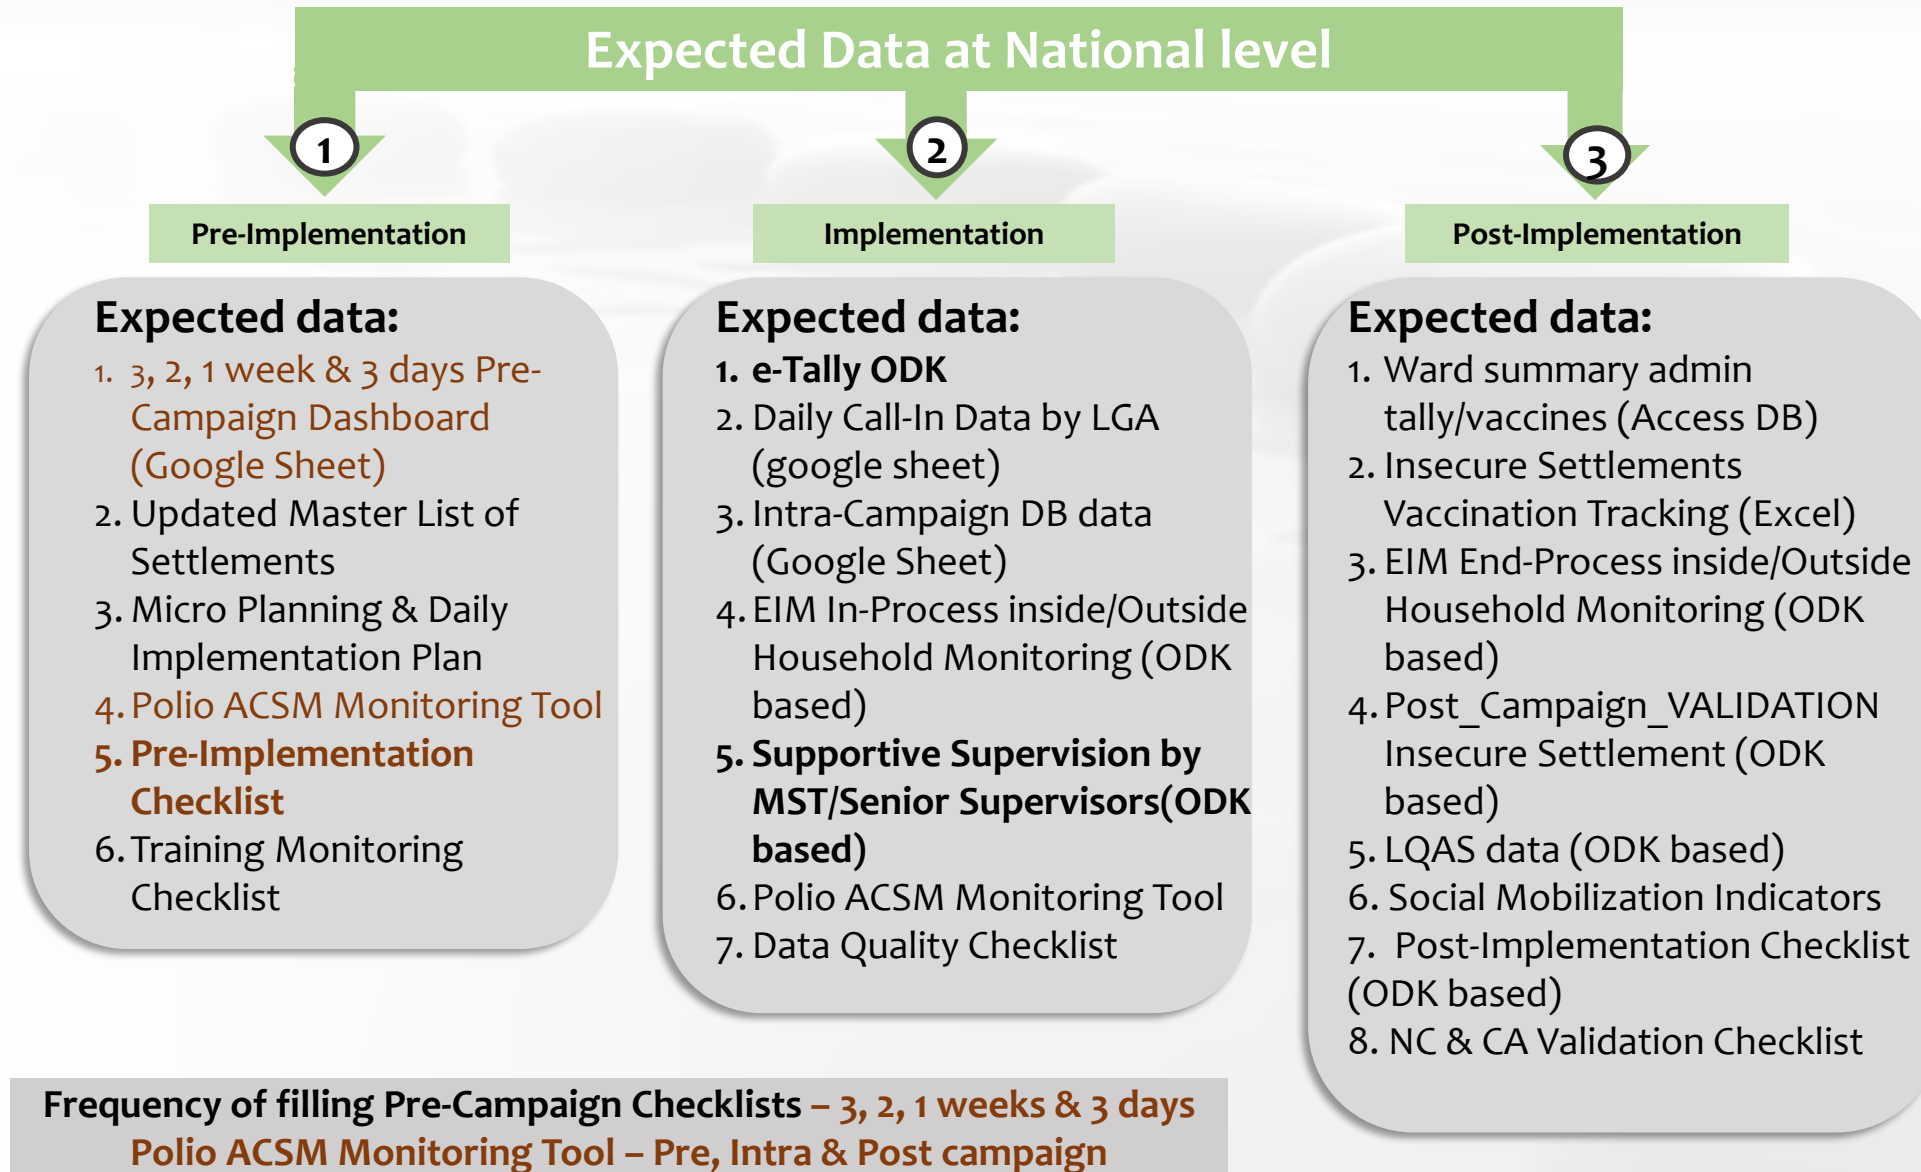 Expected Data at National level
1
2
3
Pre-Implementation
Implementation
Post-Implementation
Expected data:
1. 3, 2, 1 week & 3 days Pre-
Campaign Dashboard
(Google Sheet)
2. Updated Master List of
Settlements
3. Micro Planning & Daily
Implementation Plan
4. Polio ACSM Monitoring Tool
5. Pre-Implementation
Checklist
6. Training Monitoring
Checklist
Expected data:
1. e-Tally ODK
2. Daily Call-In Data by LGA
(google sheet)
3. Intra-Campaign DB data
(Google Sheet)
4. EIM In-Process inside/Outside
Household Monitoring (ODK
based)
5. Supportive Supervision by
MST/Senior Supervisors(ODK
based)
6. Polio ACSM Monitoring Tool
7. Data Quality Checklist
Expected data:
1. Ward summary admin
tally/vaccines (Access DB)
2. Insecure Settlements
Vaccination Tracking (Excel)
3. EIM End-Process inside/Outside
Household Monitoring (ODK
based)
4. Post_Campaign_VALIDATION
Insecure Settlement (ODK
based)
5. LQAS data (ODK based)
6. Social Mobilization Indicators
7. Post-Implementation Checklist
(ODK based)
8. NC & CA Validation Checklist
Frequency of filling Pre-Campaign Checklists – 3, 2, 1 weeks & 3 days
Polio ACSM Monitoring Tool – Pre, Intra & Post campaign